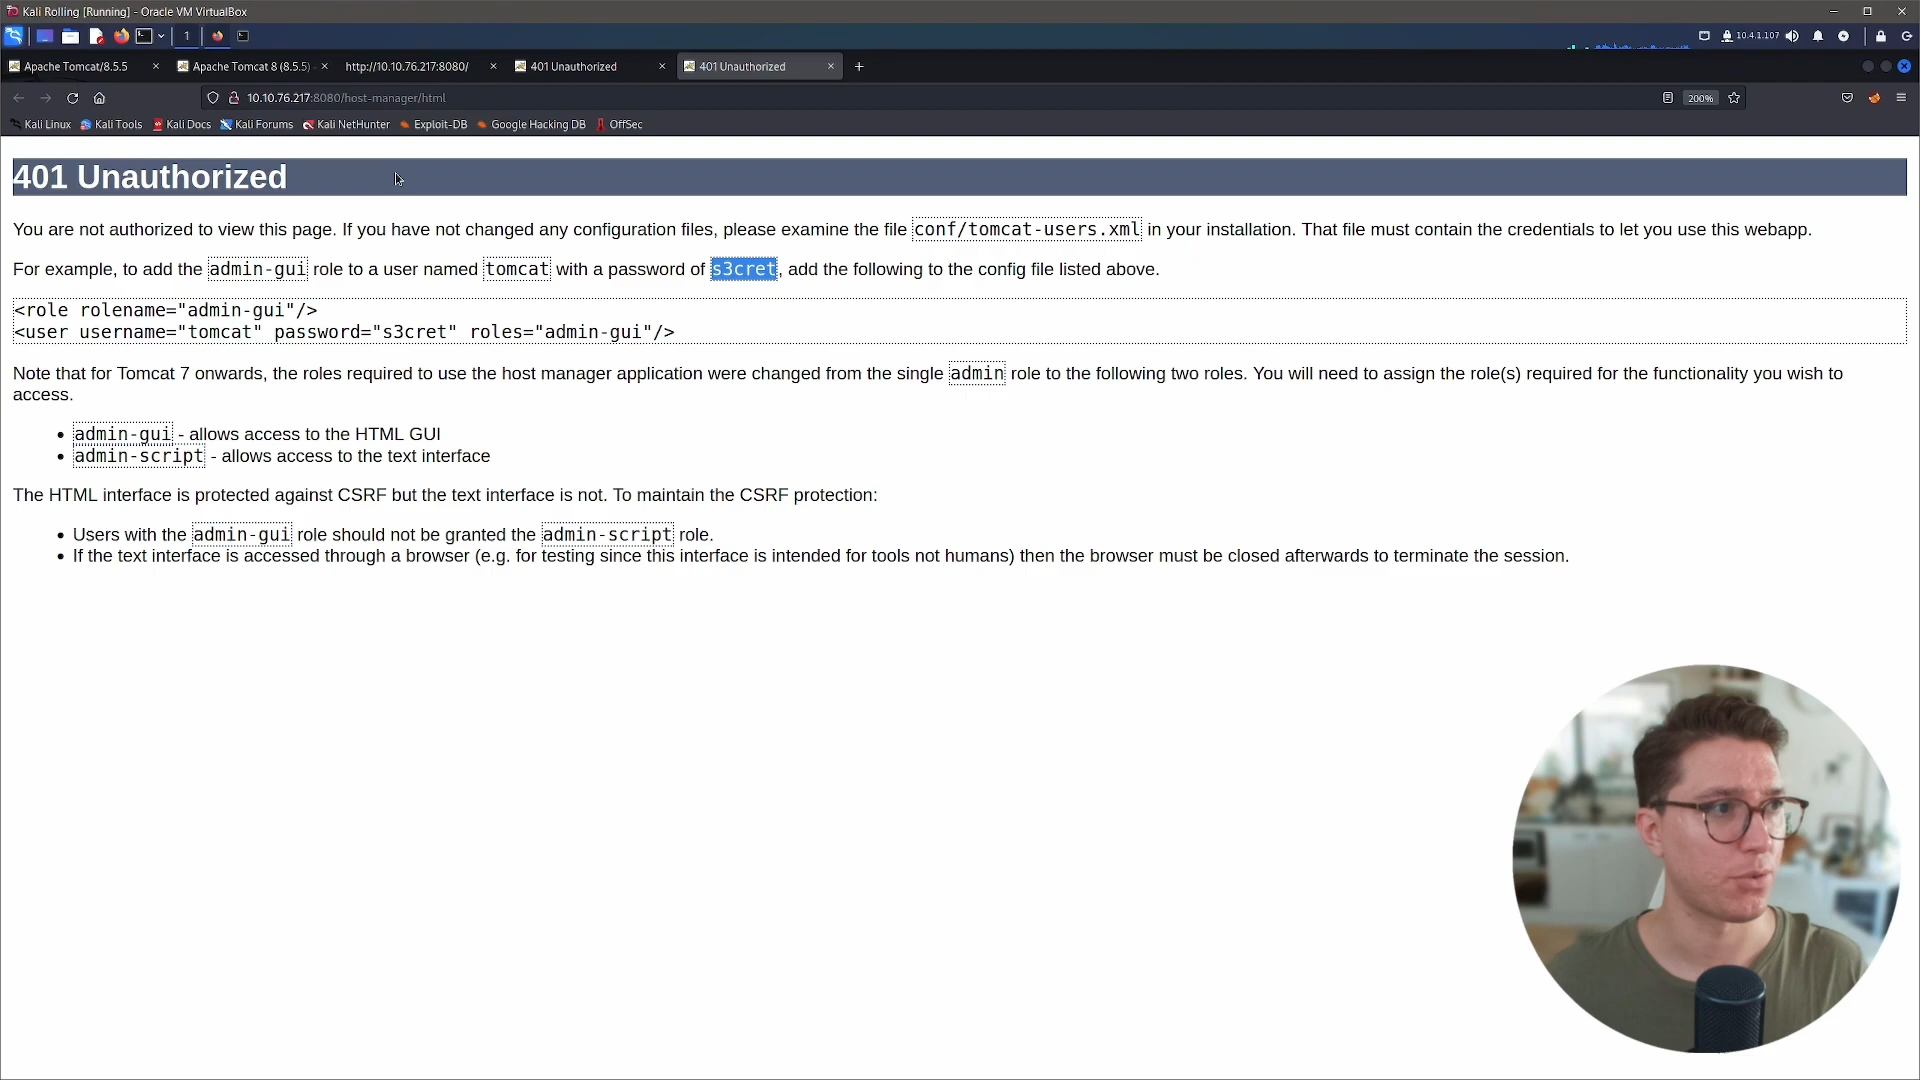 Kali Rolling [Running] - Oracle VM VirtualBox
1
10.4.1.107
Apache Tomcat/8.5.5
Apache Tomcat 8 (8.5.5) -
http://10.10.76.217:8080/
401 Unauthorized
401 Unauthorized
10.10.76.217:8080/host-manager/html
200%
Kali Linux
Kali Tools
Kali Docs
Kali Forums
Kali NetHunter
Exploit-DB
Google Hacking DB
OffSec
401 Unauthorized
You are not authorized to view this page. If you have not changed any configuration files, please examine the file conf/tomcat-users.xml in your installation. That file must contain the credentials to let you use this webapp.
For example, to add the admin-gui role to a user named tomcat with a password of s3cret, add the following to the config file listed above.
<role rolename="admin-gui"/>
<user username="tomcat" password="s3cret" roles="admin-gui"/>
Note that for Tomcat 7 onwards, the roles required to use the host manager application were changed from the single admin role to the following two roles. You will need to assign the role(s) required for the functionality you wish to
access.
• admin-gui - allows access to the HTML GUI
• admin-script - allows access to the text interface
The HTML interface is protected against CSRF but the text interface is not. To maintain the CSRF protection:
• Users with the admin-gui role should not be granted the admin-script role.
• If the text interface is accessed through a browser (e.g. for testing since this interface is intended for tools not humans) then the browser must be closed afterwards to terminate the session.